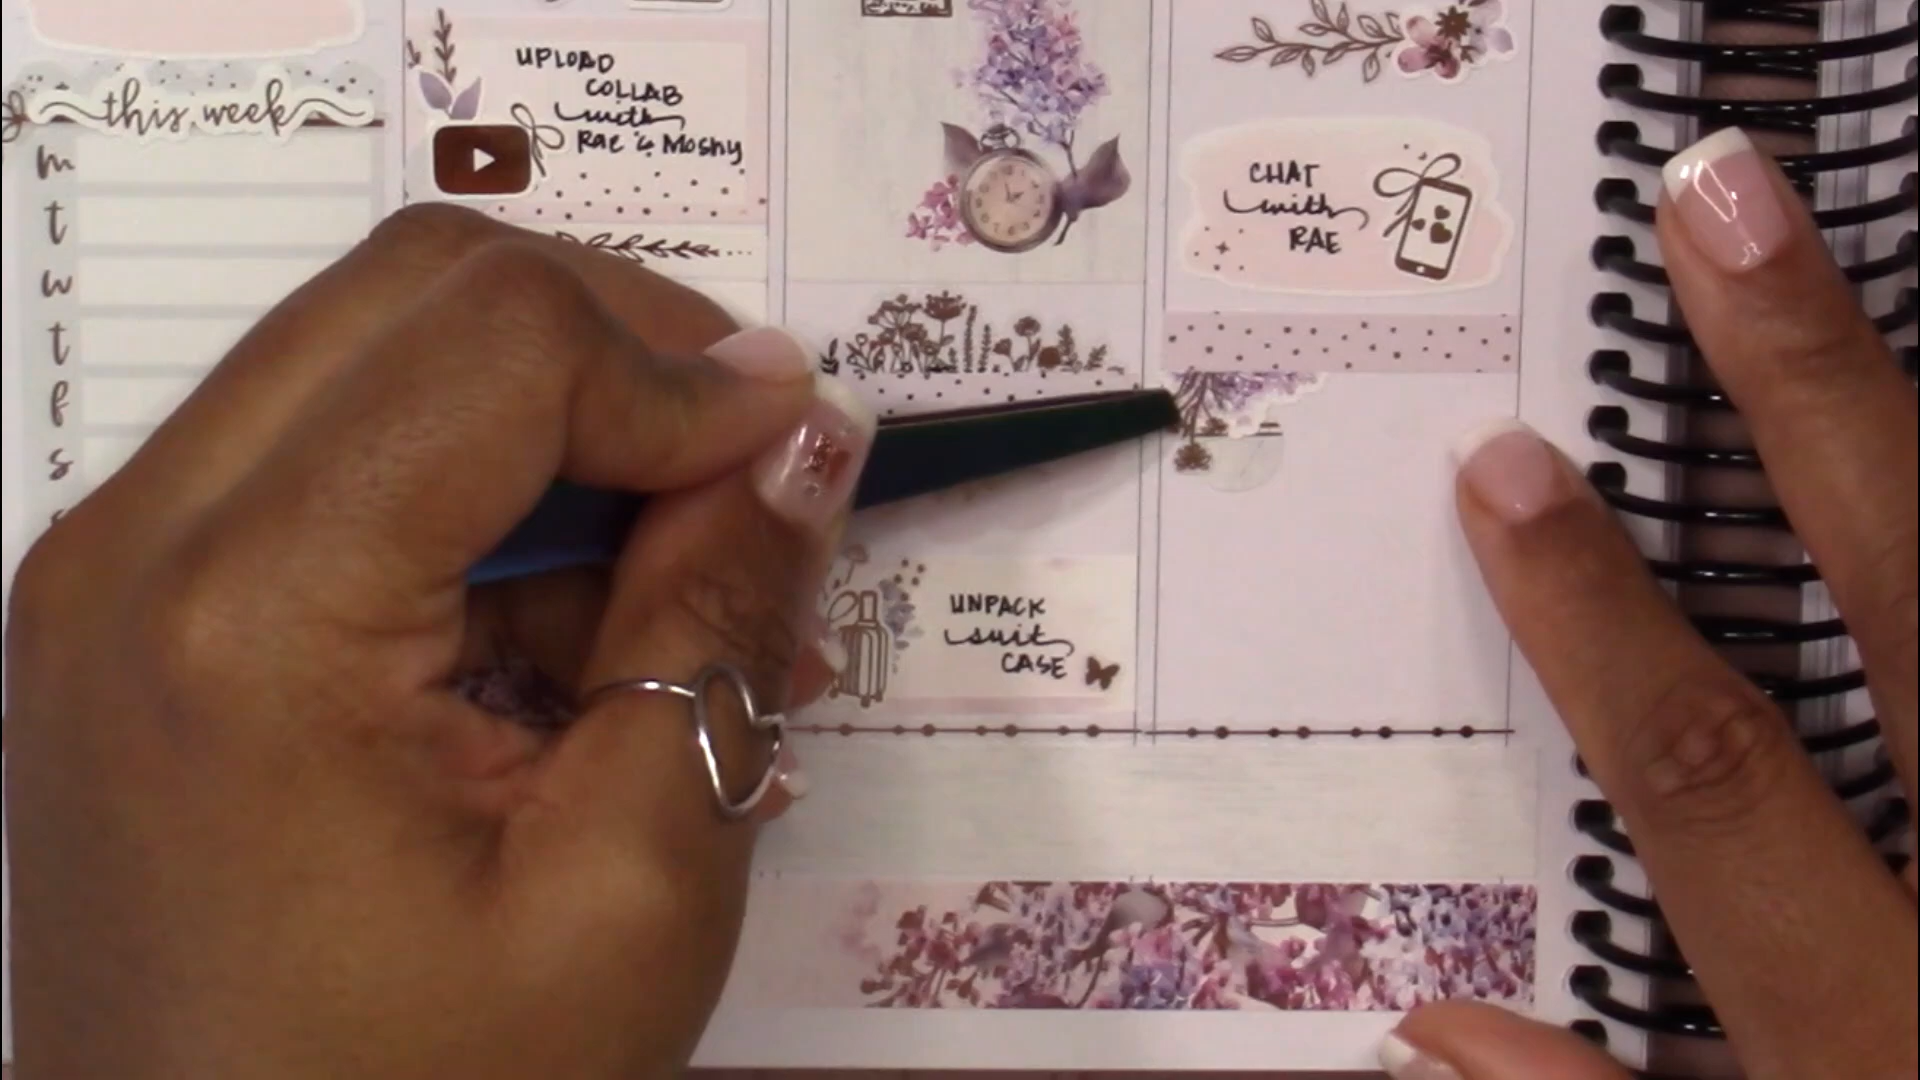 this week
m
t
w
t
f
s
UPLOAD
COLLAB
with
RAE & Moshy
CHAT
with
RAE
UNPACK
suit
CASE